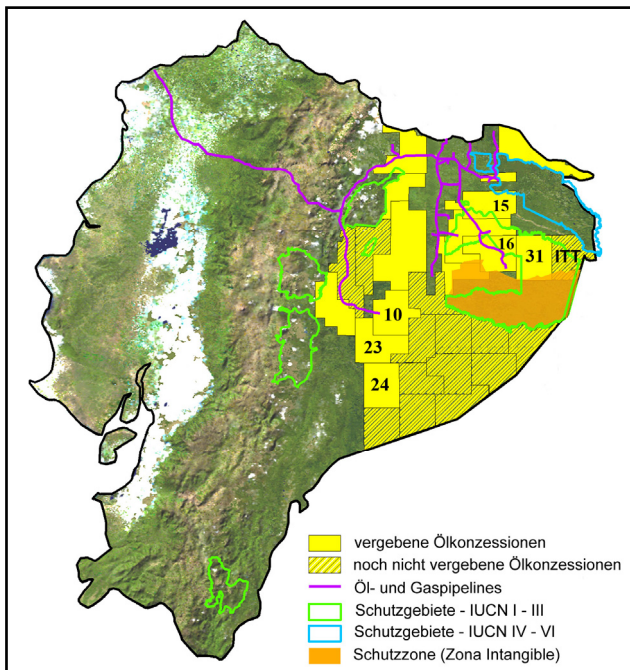 15
16
31 ITT
10
23
24
vergebene Ölkonzessionen
noch nicht vergebene Ölkonzessionen
Öl- und Gaspipelines
Schutzgebiete - IUCN I - III
Schutzgebiete - IUCN IV - VI
Schutzzone (Zona Intangible)